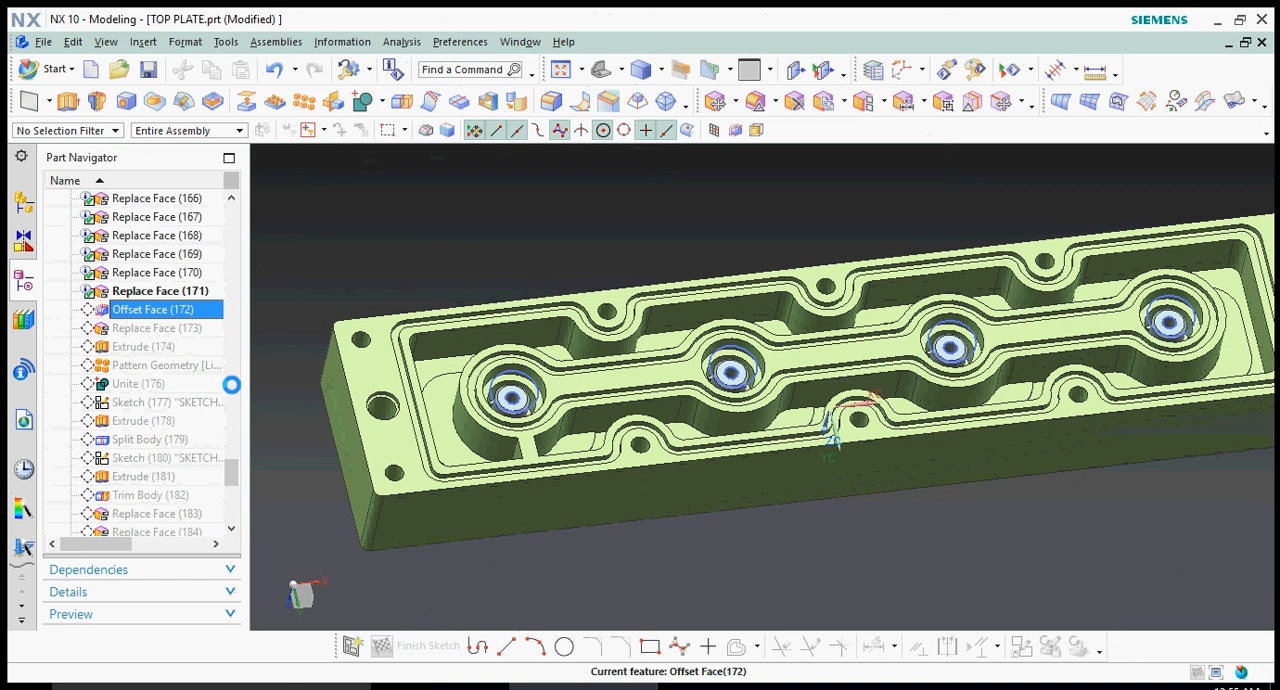 NX NX 10 - Modeling - [TOP PLATE.prt (Modified) ] SIEMENS
File Edit View Insert Format Tools Assemblies Information Analysis Preferences Window Help
Start Find a Command
No Selection Filter Entire Assembly
Part Navigator
Name
Replace Face (166)
Replace Face (167)
Replace Face (168)
Replace Face (169)
Replace Face (170)
Replace Face (171)
Offset Face (172)
Replace Face (173)
Extrude (174)
Pattern Geometry [Li...
Unite (176)
Sketch (177) "SKETCH...
Extrude (178)
Split Body (179)
Sketch (180) "SKETCH...
Extrude (181)
Trim Body (182)
Replace Face (183)
Replace Face (184)
Dependencies
Details
Preview
XC
YC
X
Finish Sketch
Current feature: Offset Face(172)